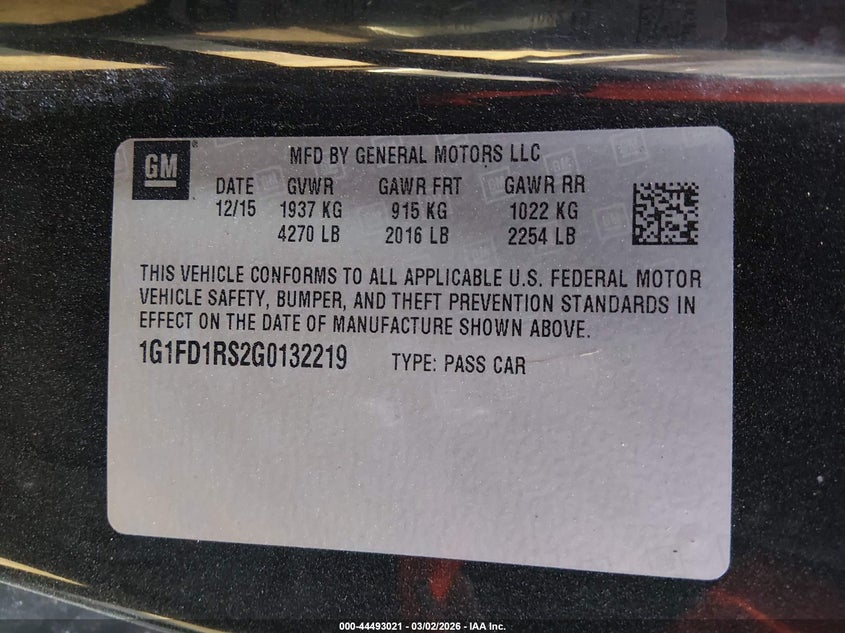 GM
MFD BY GENERAL MOTORS LLC
DATE GVWR GAWR FRT GAWR RR
12/15 1937 KG 915 KG 1022 KG
4270 LB 2016 LB 2254 LB
THIS VEHICLE CONFORMS TO ALL APPLICABLE U.S. FEDERAL MOTOR
VEHICLE SAFETY, BUMPER, AND THEFT PREVENTION STANDARDS IN
EFFECT ON THE DATE OF MANUFACTURE SHOWN ABOVE.
1G1FD1RS2G0132219 TYPE: PASS CAR
000-44493021 — 03/02/2026 — IAA Inc.